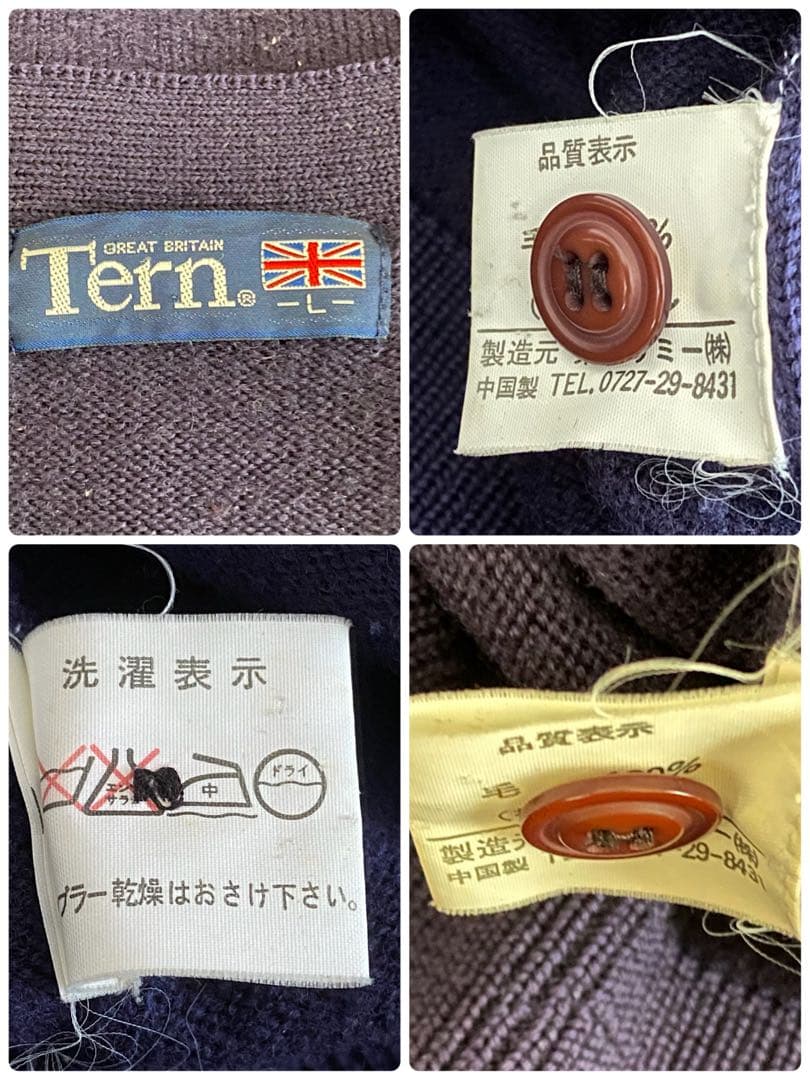 GREAT BRITAIN
Tern®
-L-
品質表示
%
製造元 ミー㈱
中国製 TEL.0727-29-8431
洗濯表示
中
ドライ
ブラー乾燥はおさけ下さい。
品質表示
毛 100%
製造
中国製 29-8431